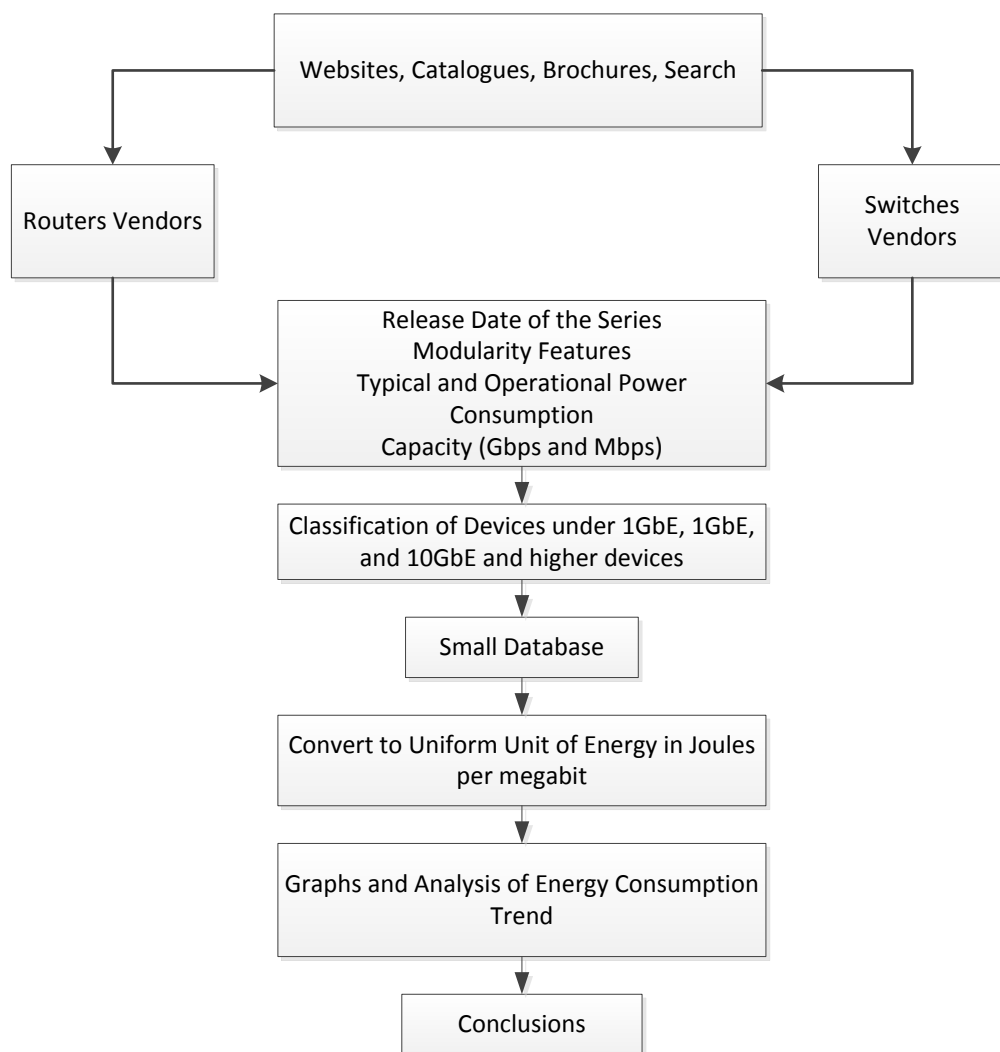 Websites, Catalogues, Brochures, Search
Routers Vendors
Switches
Vendors
Release Date of the Series
Modularity Features
Typical and Operational Power
Consumption
Capacity (Gbps and Mbps)
Classification of Devices under 1GbE, 1GbE,
and 10GbE and higher devices
Small Database
Convert to Uniform Unit of Energy in Joules
per megabit
Graphs and Analysis of Energy Consumption
Trend
Conclusions